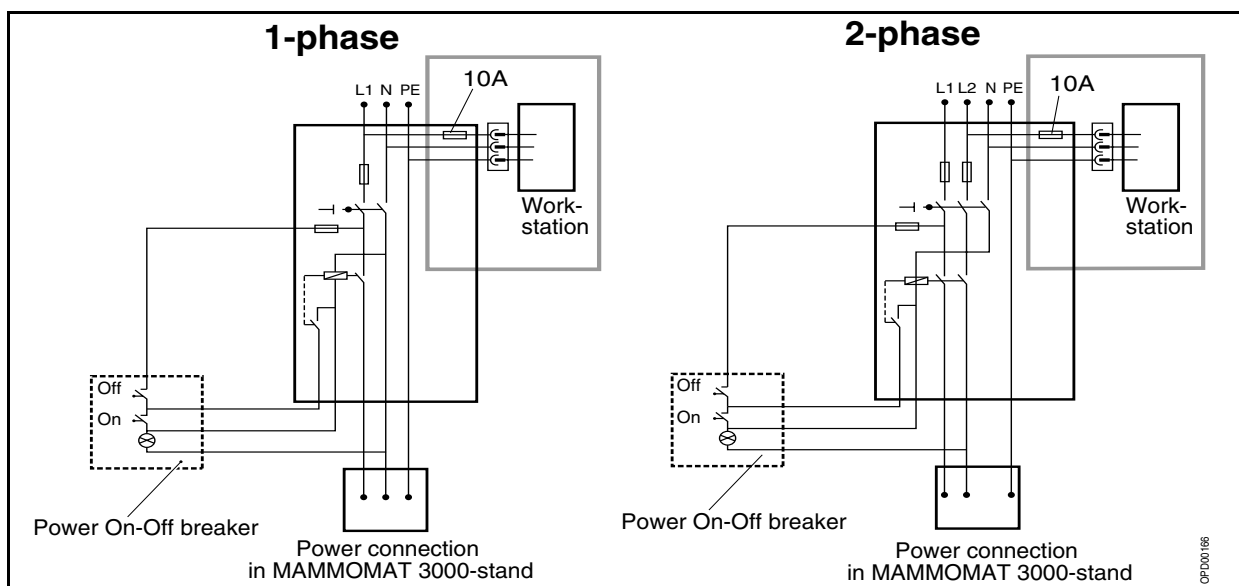 1-phase
L1 N PE
10A
Work-
station
Off
On
Power On-Off breaker
Power connection
in MAMMOMAT 3000-stand
2-phase
L1 L2 N PE
10A
Work-
station
Off
On
Power On-Off breaker
Power connection
in MAMMOMAT 3000-stand
OPD00166